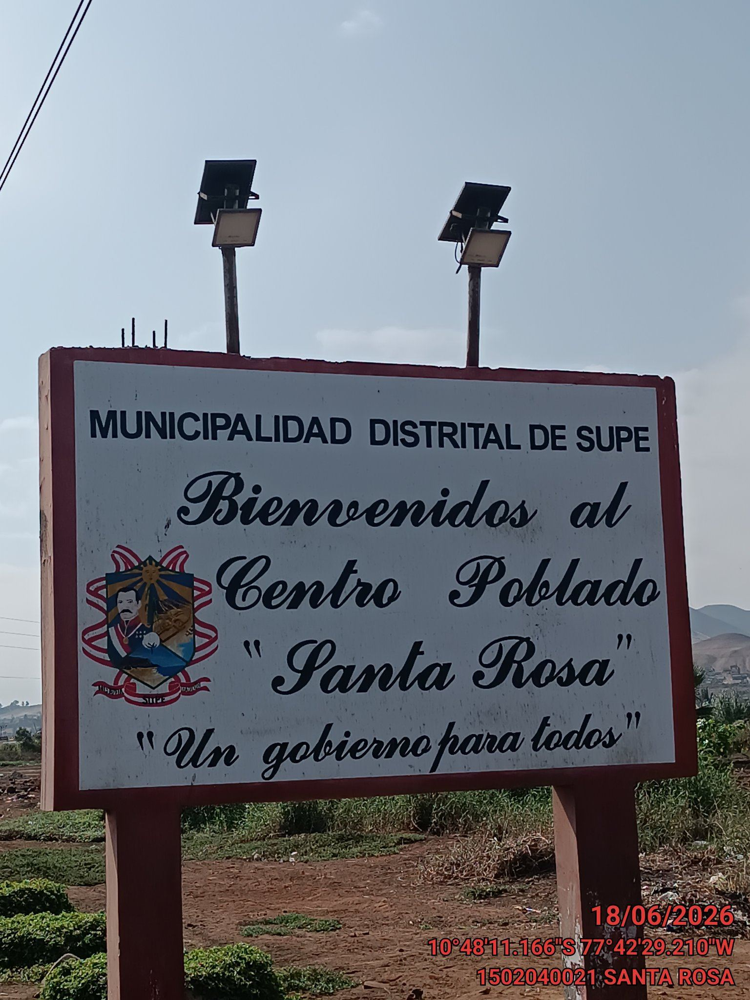 MUNICIPALIDAD DISTRITAL DE SUPE
Bienvenidos al
Centro Poblado
"Santa Rosa"
SUPE
"Un gobierno para todos"
18/06/2026
10°48'11.166"S 77°42'29.210"W
1502040021 SANTA ROSA